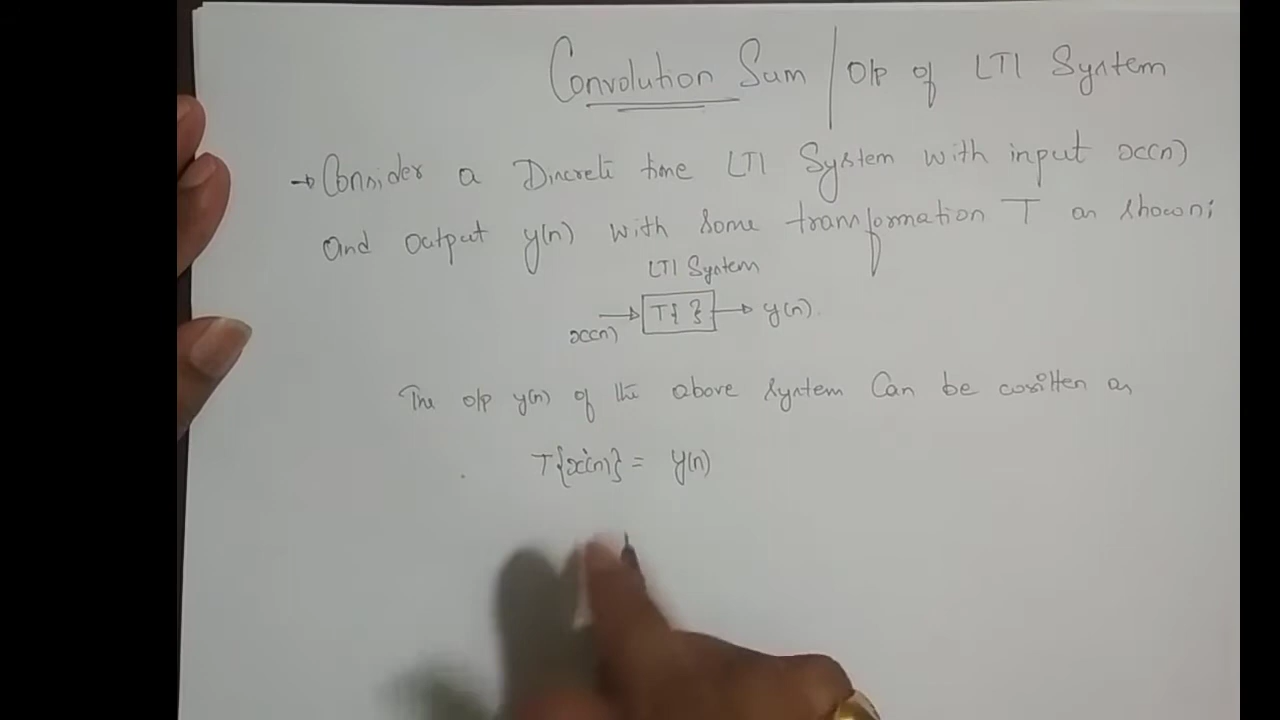 Convolution Sum | O/p of LTI System
→ Consider a Discrete time LTI System with input x(n)
and output y(n) with some transformation T as shown;
LTI System
x(n) → T{ } → y(n).
The o/p y(n) of the above system can be written as
T{x(n)} = y(n)